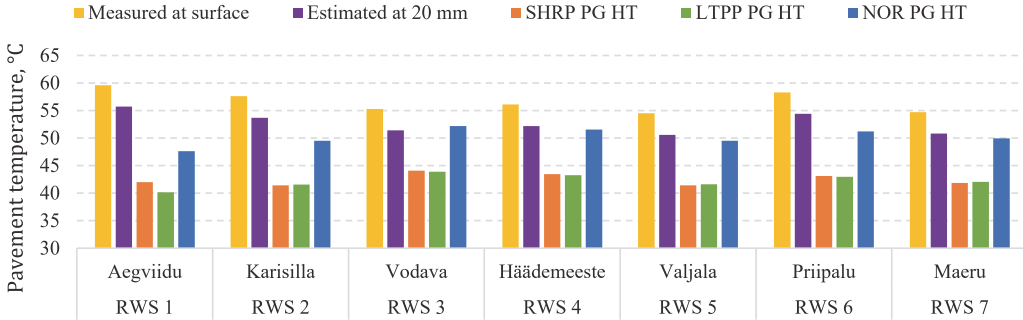 Measured at surface Estimated at 20 mm SHRP PG HT LTPP PG HT NOR PG HT
Pavement temperature, °C
65
60
55
50
45
40
35
30
Aegviidu Karisilla Vodava Häädemeeste Valjala Priipalu Maeru
RWS 1 RWS 2 RWS 3 RWS 4 RWS 5 RWS 6 RWS 7